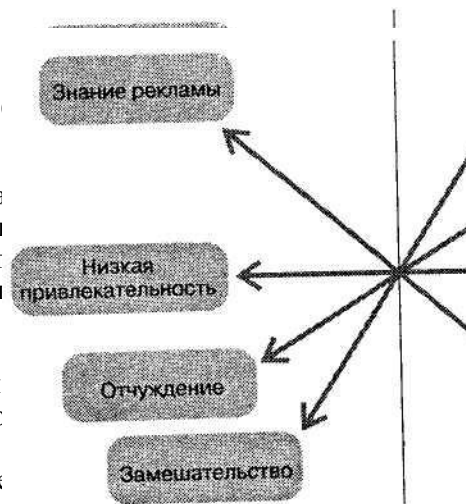 Знание рекламы
Низкая
привлекательность
Отчуждение
Замешательство